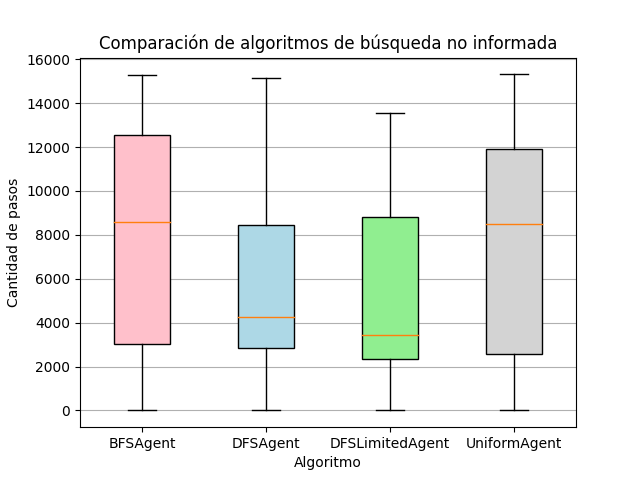 Comparación de algoritmos de búsqueda no informada
16000
14000
12000
10000
8000
6000
4000
2000
0
Cantidad de pasos
BFSAgent DFSAgent DFSLimitedAgent UniformAgent
Algoritmo